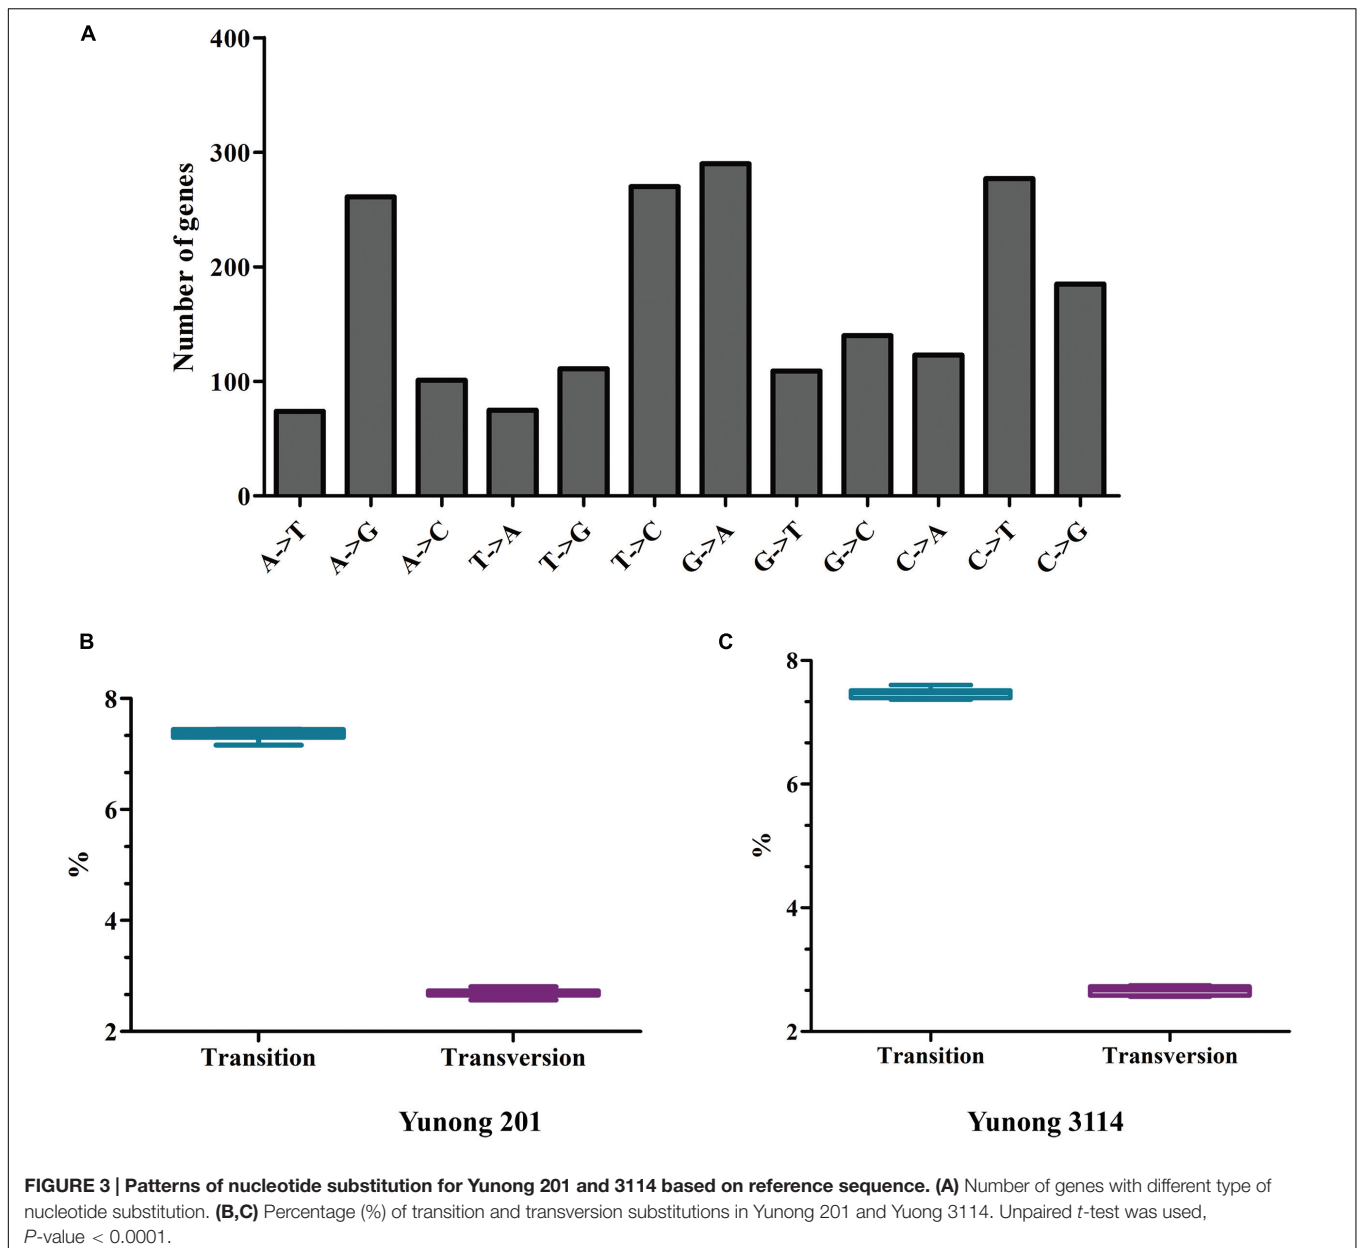 A
400
300
200
100
0
Number of genes
A->T
A->G
A->C
T->A
T->G
T->C
G->A
G->T
G->C
C->A
C->T
C->G
B
8
6
4
2
%
Transition
Transversion
Yunong 201
C
8
6
4
2
%
Transition
Transversion
Yunong 3114
FIGURE 3 | Patterns of nucleotide substitution for Yunong 201 and 3114 based on reference sequence. (A) Number of genes with different type of
nucleotide substitution. (B,C) Percentage (%) of transition and transversion substitutions in Yunong 201 and Yuong 3114. Unpaired t-test was used,
P-value < 0.0001.